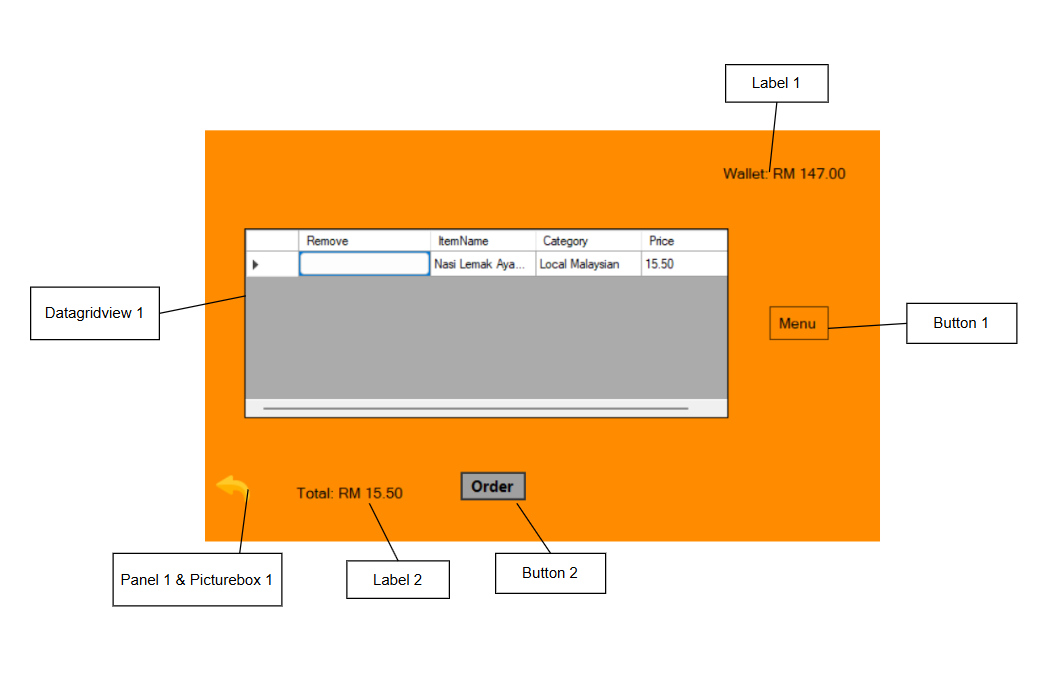 Label 1
Wallet: RM 147.00
Remove ItemName Category Price
Nasi Lemak Aya... Local Malaysian 15.50
Datagridview 1
Menu
Button 1
Total: RM 15.50
Order
Panel 1 & Picturebox 1
Label 2
Button 2